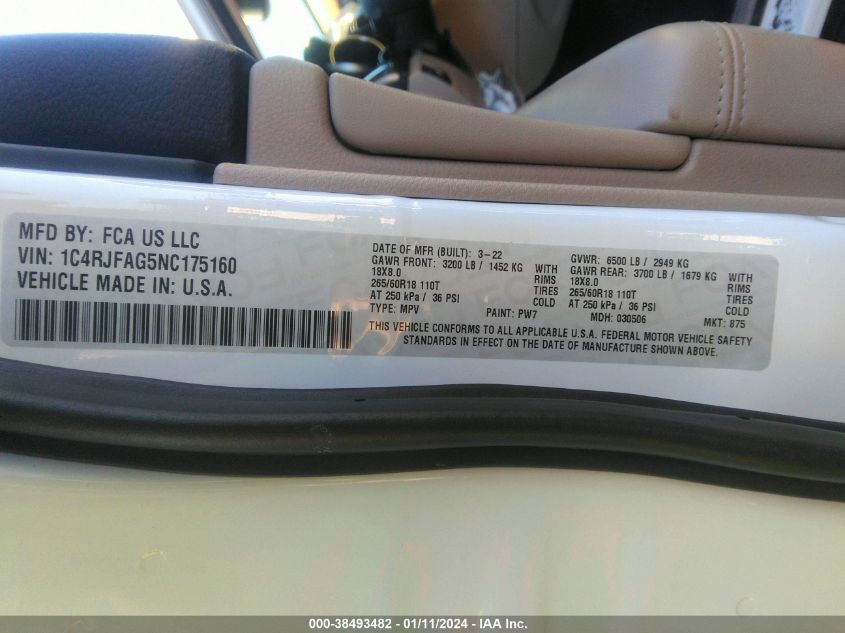 MFD BY: FCA US LLC
VIN: 1C4RJFAG5NC175160
VEHICLE MADE IN: U.S.A.
DATE OF MFR (BUILT): 3-22 GVWR: 6500 LB / 2949 KG
GAWR FRONT: 3200 LB / 1452 KG WITH GAWR REAR: 3700 LB / 1679 KG WITH
18X8.0 RIMS 18X8.0 RIMS
265/60R18 110T TIRES 265/60R18 110T TIRES
AT 250 kPa / 36 PSI COLD AT 250 kPa / 36 PSI COLD
TYPE: MPV PAINT: PW7 MDH: 030506 MKT: 875
THIS VEHICLE CONFORMS TO ALL APPLICABLE U.S.A. FEDERAL MOTOR VEHICLE SAFETY
STANDARDS IN EFFECT ON THE DATE OF MANUFACTURE SHOWN ABOVE.
000-38493482 - 01/11/2024 - IAA Inc.